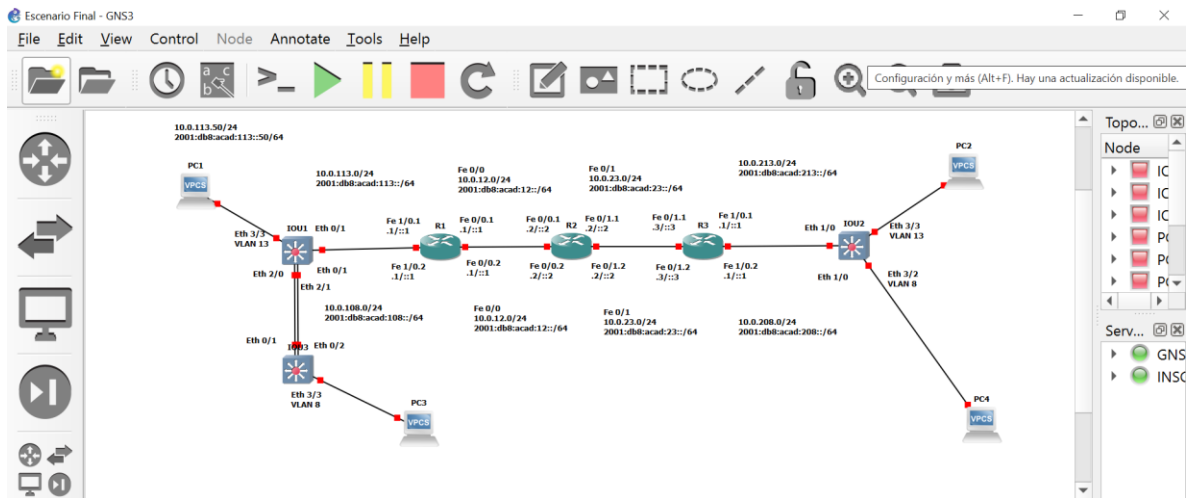 Escenario Final - GNS3
File Edit View Control Node Annotate Tools Help
Configuración y más (Alt+F). Hay una actualización disponible.
10.0.113.50/24
2001:db8:acad:113::50/64
PC1
VPCS
10.0.113.0/24
2001:db8:acad:113::/64
Fe 0/0
10.0.12.0/24
2001:db8:acad:12::/64
Fe 0/1
10.0.23.0/24
2001:db8:acad:23::/64
10.0.213.0/24
2001:db8:acad:213::/64
PC2
VPCS
Eth 3/3
VLAN 13
IOU1
Eth 0/1
Fe 1/0.1
.1/::1
R1
Fe 0/0.1
.1/::1
Fe 0/0.1
.2/::2
R2
Fe 0/1.1
.2/::2
Fe 0/1.1
.3/::3
R3
Fe 1/0.1
.1/::1
Eth 1/0
IOU2
Eth 3/3
VLAN 13
Eth 2/0
Eth 0/1
Eth 2/1
Fe 1/0.2
.1/::1
Fe 0/0.2
.1/::1
Fe 0/0.2
.2/::2
Fe 0/1.2
.2/::2
Fe 0/1.2
.3/::3
Fe 1/0.2
.1/::1
Eth 1/0
Eth 3/2
VLAN 8
10.0.108.0/24
2001:db8:acad:108::/64
Fe 0/0
10.0.12.0/24
2001:db8:acad:12::/64
Fe 0/1
10.0.23.0/24
2001:db8:acad:23::/64
10.0.208.0/24
2001:db8:acad:208::/64
Eth 0/1
Eth 0/2
Eth 3/3
VLAN 8
PC3
VPCS
PC4
VPCS
Topo...
Node
IC
IC
IC
P(
P(
P(
Serv...
GNS
INSC